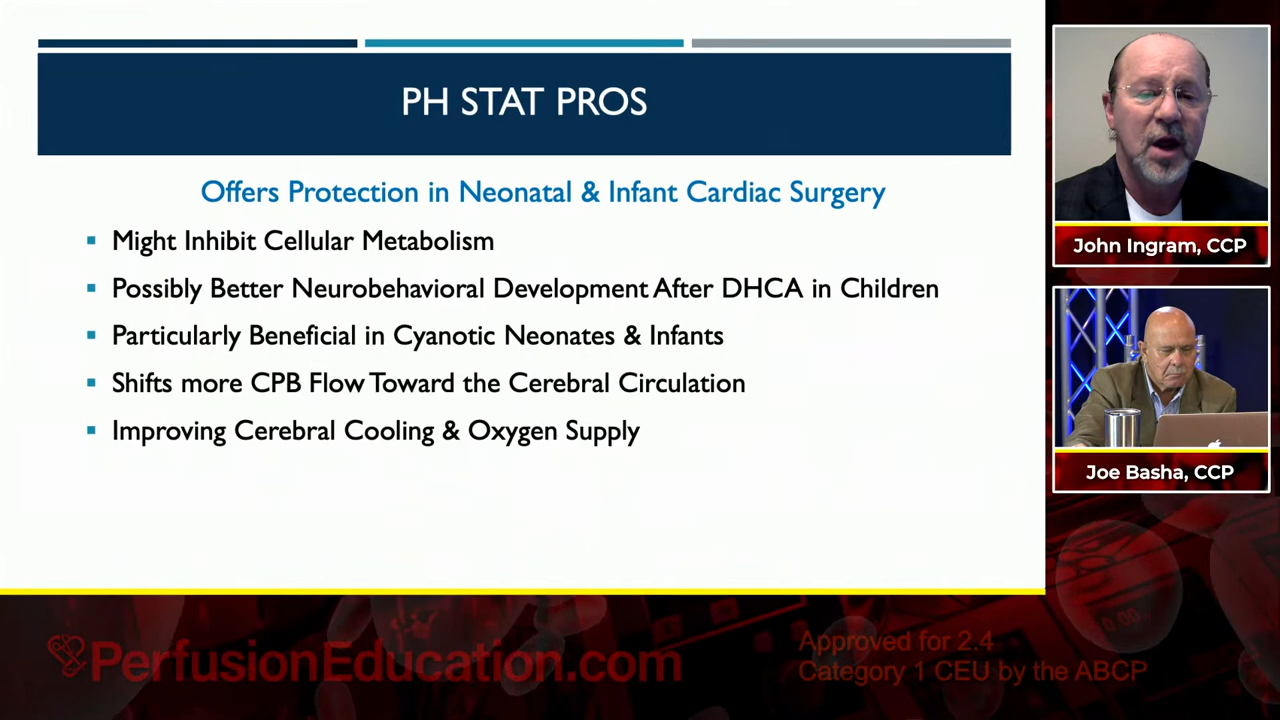 PH STAT PROS
Offers Protection in Neonatal & Infant Cardiac Surgery
Might Inhibit Cellular Metabolism
Possibly Better Neurobehavioral Development After DHCA in Children
Particularly Beneficial in Cyanotic Neonates & Infants
Shifts more CPB Flow Toward the Cerebral Circulation
Improving Cerebral Cooling & Oxygen Supply
John Ingram, CCP
Joe Basha, CCP
PerfusionEducation.com
Approved for 2.4
Category 1 CEU by the ABCP
0.00